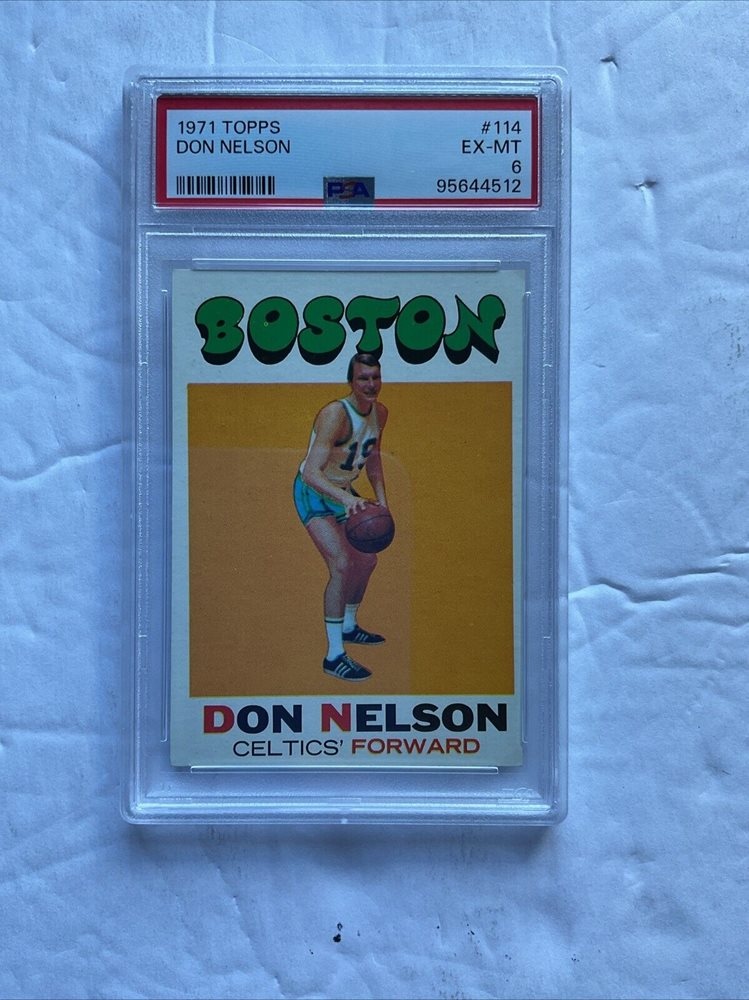 1971 TOPPS #114
DON NELSON EX-MT
6
PSA 95644512
BOSTON
19
DON NELSON
CELTICS' FORWARD